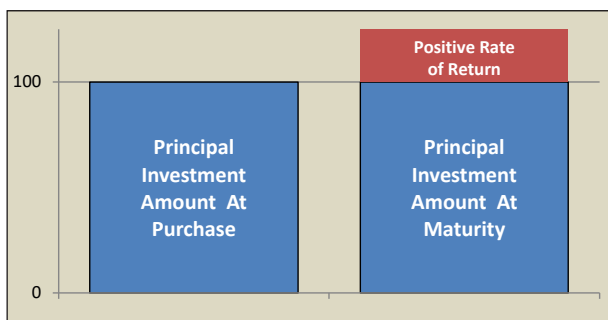 Positive Rate
of Return
100
Principal
Investment
Amount At
Purchase
Principal
Investment
Amount At
Maturity
0